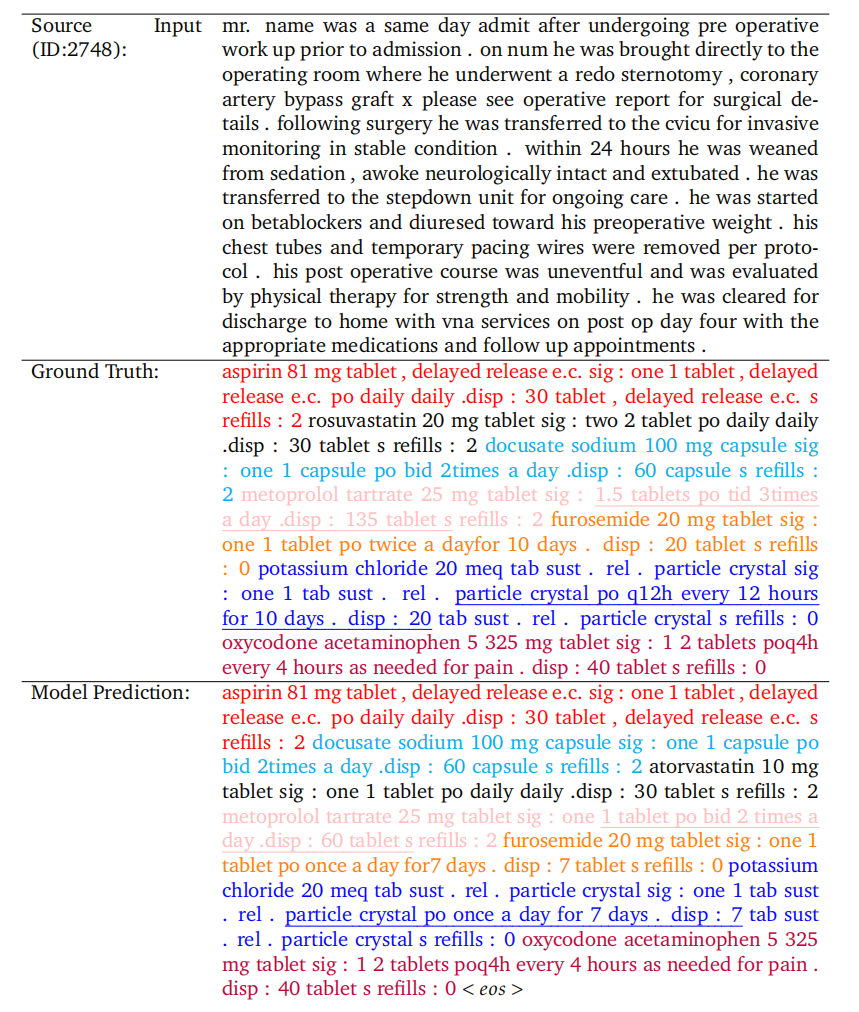 Source Input mr. name was a same day admit after undergoing pre operative
(ID:2748): work up prior to admission . on num he was brought directly to the
operating room where he underwent a redo sternotomy , coronary
artery bypass graft x please see operative report for surgical de-
tails . following surgery he was transferred to the cvicu for invasive
monitoring in stable condition . within 24 hours he was weaned
from sedation , awoke neurologically intact and extubated . he was
transferred to the stepdown unit for ongoing care . he was started
on betablockers and diuresed toward his preoperative weight . his
chest tubes and temporary pacing wires were removed per proto-
col . his post operative course was uneventful and was evaluated
by physical therapy for strength and mobility . he was cleared for
discharge to home with vna services on post op day four with the
appropriate medications and follow up appointments .
Ground Truth: aspirin 81 mg tablet , delayed release e.c. sig : one 1 tablet , delayed
release e.c. po daily daily .disp : 30 tablet , delayed release e.c. s
refills : 2 rosuvastatin 20 mg tablet sig : two 2 tablet po daily daily
.disp : 30 tablet s refills : 2 docusate sodium 100 mg capsule sig
: one 1 capsule po bid 2times a day .disp : 60 capsule s refills :
2 metoprolol tartrate 25 mg tablet sig : 1.5 tablets po tid 3times
a day .disp : 135 tablet s refills : 2 furosemide 20 mg tablet sig :
one 1 tablet po twice a dayfor 10 days . disp : 20 tablet s refills
: 0 potassium chloride 20 meq tab sust . rel . particle crystal sig
: one 1 tab sust . rel . particle crystal po q12h every 12 hours
for 10 days . disp : 20 tab sust . rel . particle crystal s refills : 0
oxycodone acetaminophen 5 325 mg tablet sig : 1 2 tablets poq4h
every 4 hours as needed for pain . disp : 40 tablet s refills : 0
Model Prediction: aspirin 81 mg tablet , delayed release e.c. sig : one 1 tablet , delayed
release e.c. po daily daily .disp : 30 tablet , delayed release e.c. s
refills : 2 docusate sodium 100 mg capsule sig : one 1 capsule po
bid 2times a day .disp : 60 capsule s refills : 2 atorvastatin 10 mg
tablet sig : one 1 tablet po daily daily .disp : 30 tablet s refills : 2
metoprolol tartrate 25 mg tablet sig : one 1 tablet po bid 2 times a
day .disp : 60 tablet s refills : 2 furosemide 20 mg tablet sig : one 1
tablet po once a day for7 days . disp : 7 tablet s refills : 0 potassium
chloride 20 meq tab sust . rel . particle crystal sig : one 1 tab sust
. rel . particle crystal po once a day for 7 days . disp : 7 tab sust
. rel . particle crystal s refills : 0 oxycodone acetaminophen 5 325
mg tablet sig : 1 2 tablets poq4h every 4 hours as needed for pain .
disp : 40 tablet s refills : 0 < eos >